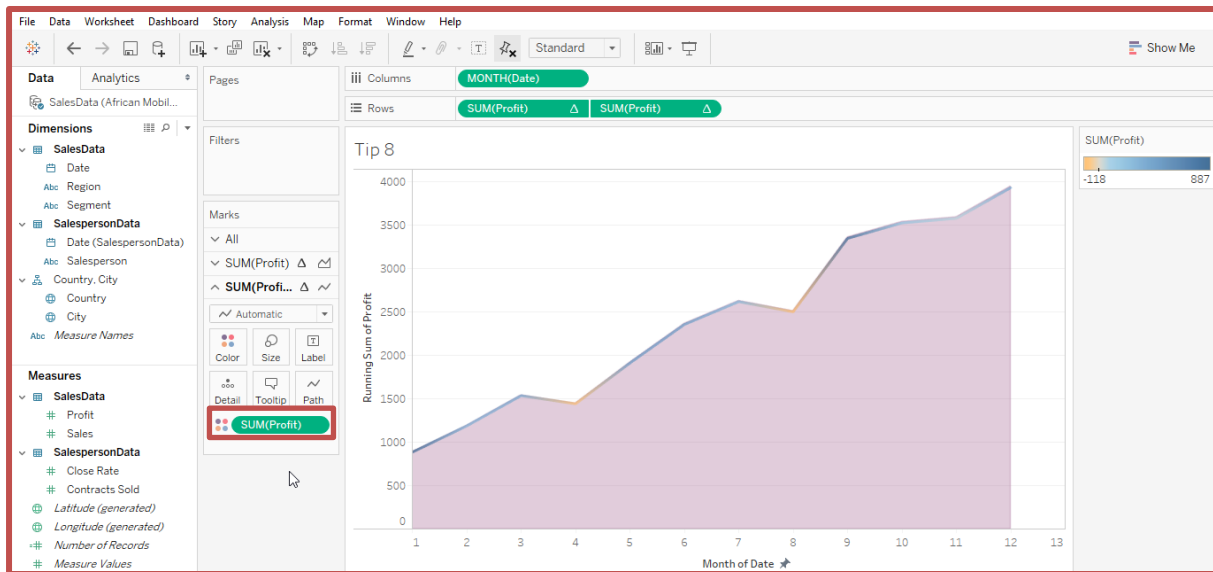 File Data Worksheet Dashboard Story Analysis Map Format Window Help
Standard
Show Me
Data Analytics
SalesData (African Mobil...
Dimensions
SalesData
Date
Abc Region
Abc Segment
SalespersonData
Date (SalespersonData)
Abc Salesperson
Country, City
Country
City
Abc Measure Names
Measures
SalesData
# Profit
# Sales
SalespersonData
# Close Rate
# Contracts Sold
Latitude (generated)
Longitude (generated)
=# Number of Records
# Measure Values
Pages
Filters
Marks
All
SUM(Profit) Δ
SUM(Profi... Δ
Automatic
Color Size Label
T
Detail Tooltip Path
SUM(Profit)
iii Columns MONTH(Date)
Rows SUM(Profit) Δ SUM(Profit) Δ
Tip 8
Running Sum of Profit
4000
3500
3000
2500
2000
1500
1000
500
0
1 2 3 4 5 6 7 8 9 10 11 12 13
Month of Date
SUM(Profit)
-118 887